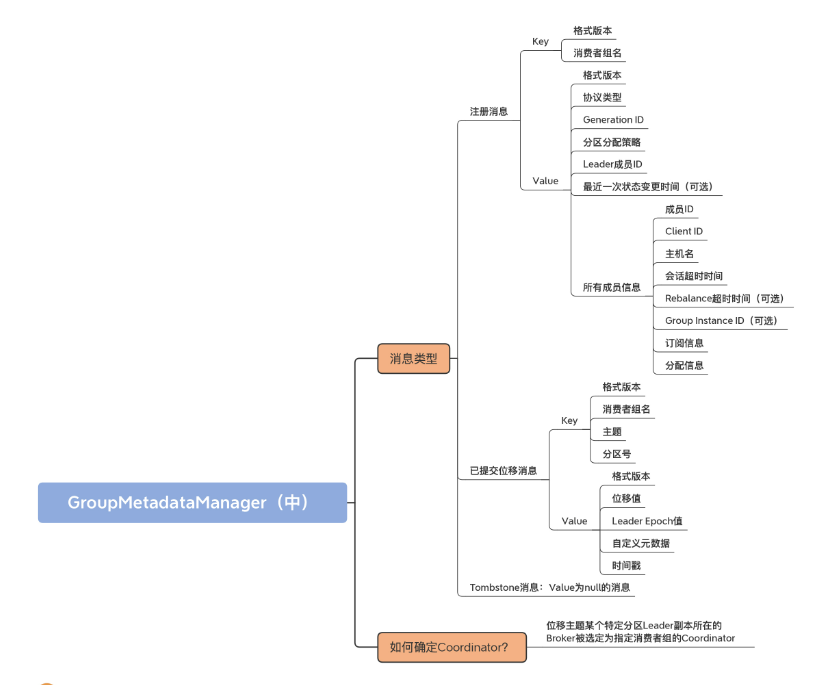 GroupMetadataManager（中）
消息类型
注册消息
Key
格式版本
消费者组名
Value
格式版本
协议类型
Generation ID
分区分配策略
Leader成员ID
最近一次状态变更时间（可选）
所有成员信息
成员ID
Client ID
主机名
会话超时时间
Rebalance超时时间（可选）
Group Instance ID（可选）
订阅信息
分配信息
已提交位移消息
Key
格式版本
消费者组名
主题
分区号
Value
格式版本
位移值
Leader Epoch值
自定义元数据
时间戳
Tombstone消息：Value为null的消息
如何确定Coordinator？
位移主题某个特定分区Leader副本所在的
Broker被选定为指定消费者组的Coordinator